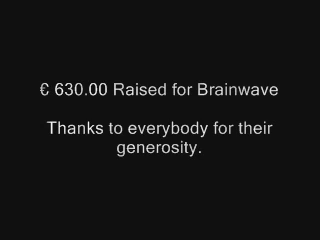 € 630.00 Raised for Brainwave
Thanks to everybody for their
generosity.